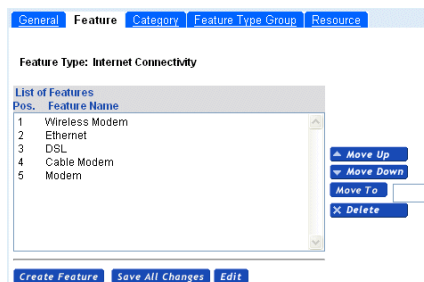 General Feature Category Feature Type Group Resource
Feature Type: Internet Connectivity
List of Features
Pos. Feature Name
1 Wireless Modem
2 Ethernet
3 DSL
4 Cable Modem
5 Modem
Move Up
Move Down
Move To
X Delete
Create Feature Save All Changes Edit